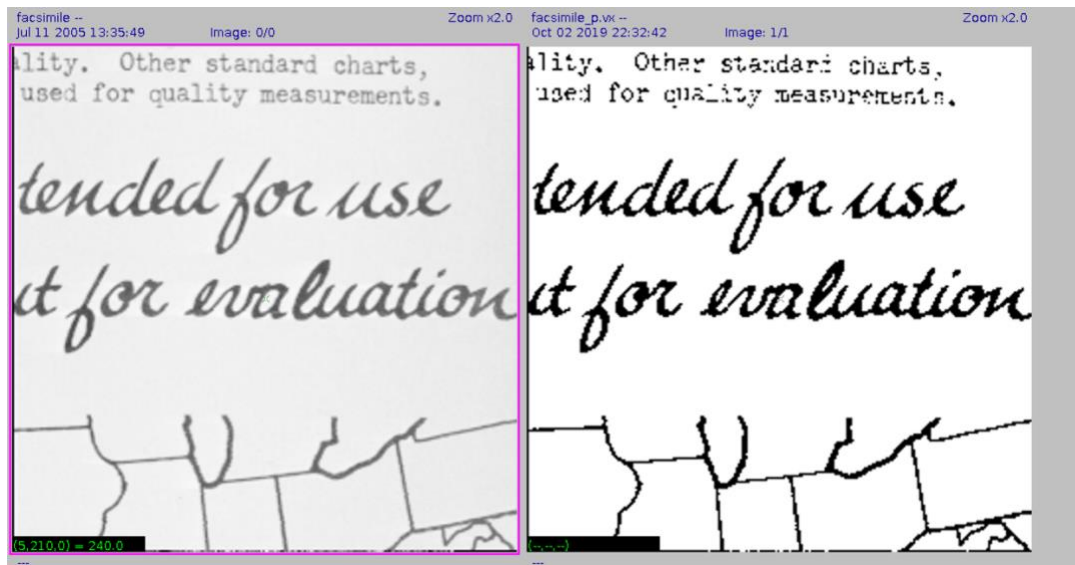 facsimile --
Jul 11 2005 13:35:49 Image: 0/0 Zoom x2.0
ality. Other standard charts,
used for quality measurements.
tended for use
ut for evaluation
(5,210,0) = 240.0
---
facsimile_p.vx --
Oct 02 2019 22:32:42 Image: 1/1 Zoom x2.0
ality. Other standard charts,
used for quality measurements.
tended for use
ut for evaluation
(--,--,--)
---